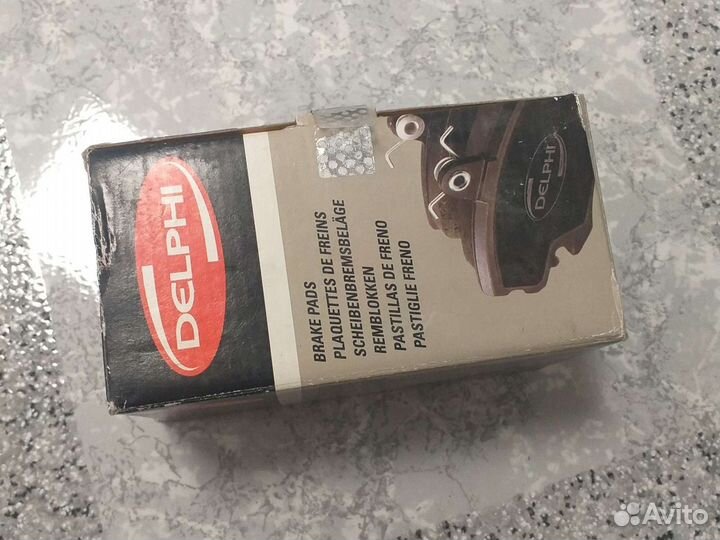 DELPHI
BRAKE PADS
PLAQUETTES DE FREINS
SCHEIBENBREMSBELÄGE
REMBLOKKEN
PASTILLAS DE FRENO
PASTIGLIE FRENO
DELPHI
Avito